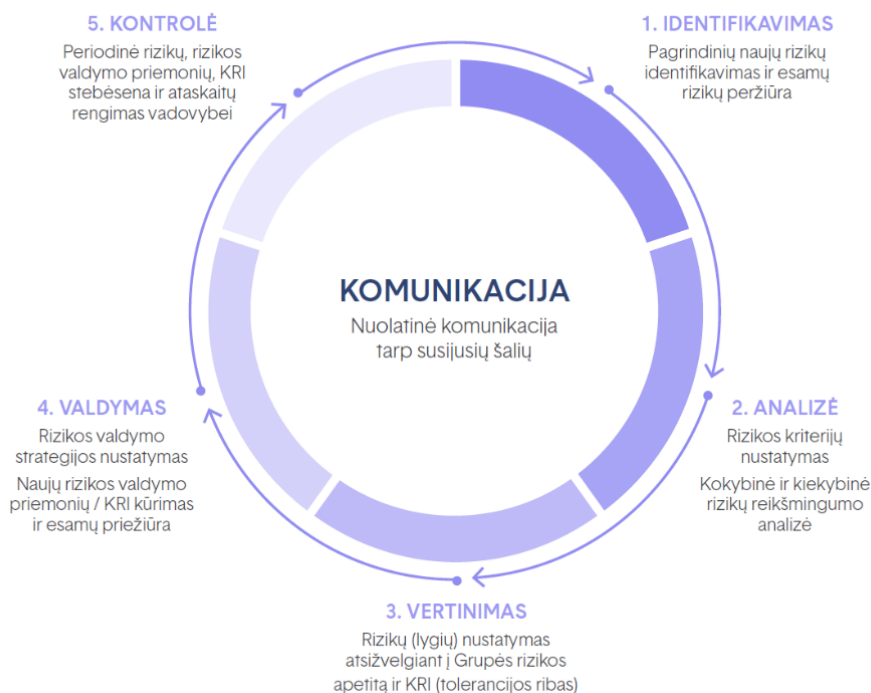 5. KONTROLĖ
Periodinė rizikų, rizikos
valdymo priemonių, KRI
stebėsena ir ataskaitų
rengimas vadovybei
1. IDENTIFIKAVIMAS
Pagrindinių naujų rizikų
identifikavimas ir esamų
rizikų peržiūra
KOMUNIKACIJA
Nuolatinė komunikacija
tarp susijusių šalių
4. VALDYMAS
Rizikos valdymo
strategijos nustatymas
Naujų rizikos valdymo
priemonių / KRI kūrimas
ir esamų priežiūra
2. ANALIZĖ
Rizikos kriterijų
nustatymas
Kokybinė ir kiekybinė
rizikų reikšmingumo
analizė
3. VERTINIMAS
Rizikų (lygių) nustatymas
atsižvelgiant į Grupės rizikos
apetitą ir KRI (tolerancijos ribas)